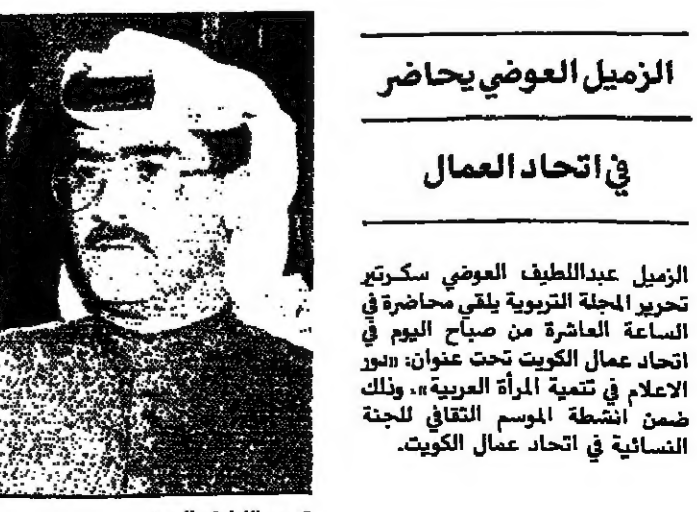 الزميل العوضي يحاضر
في اتحاد العمال
الزميل عبداللطيف العوضي سكرتير
تحرير المجلة التربوية يلقي محاضرة في
الساعة العاشرة من صباح اليوم في
اتحاد عمال الكويت تحت عنوان: «دور
الاعلام في تتمية المرأة العربية»، وذلك
ضمن انشطة الموسم الثقافي للجنة
النسائية في اتحاد عمال الكويت.